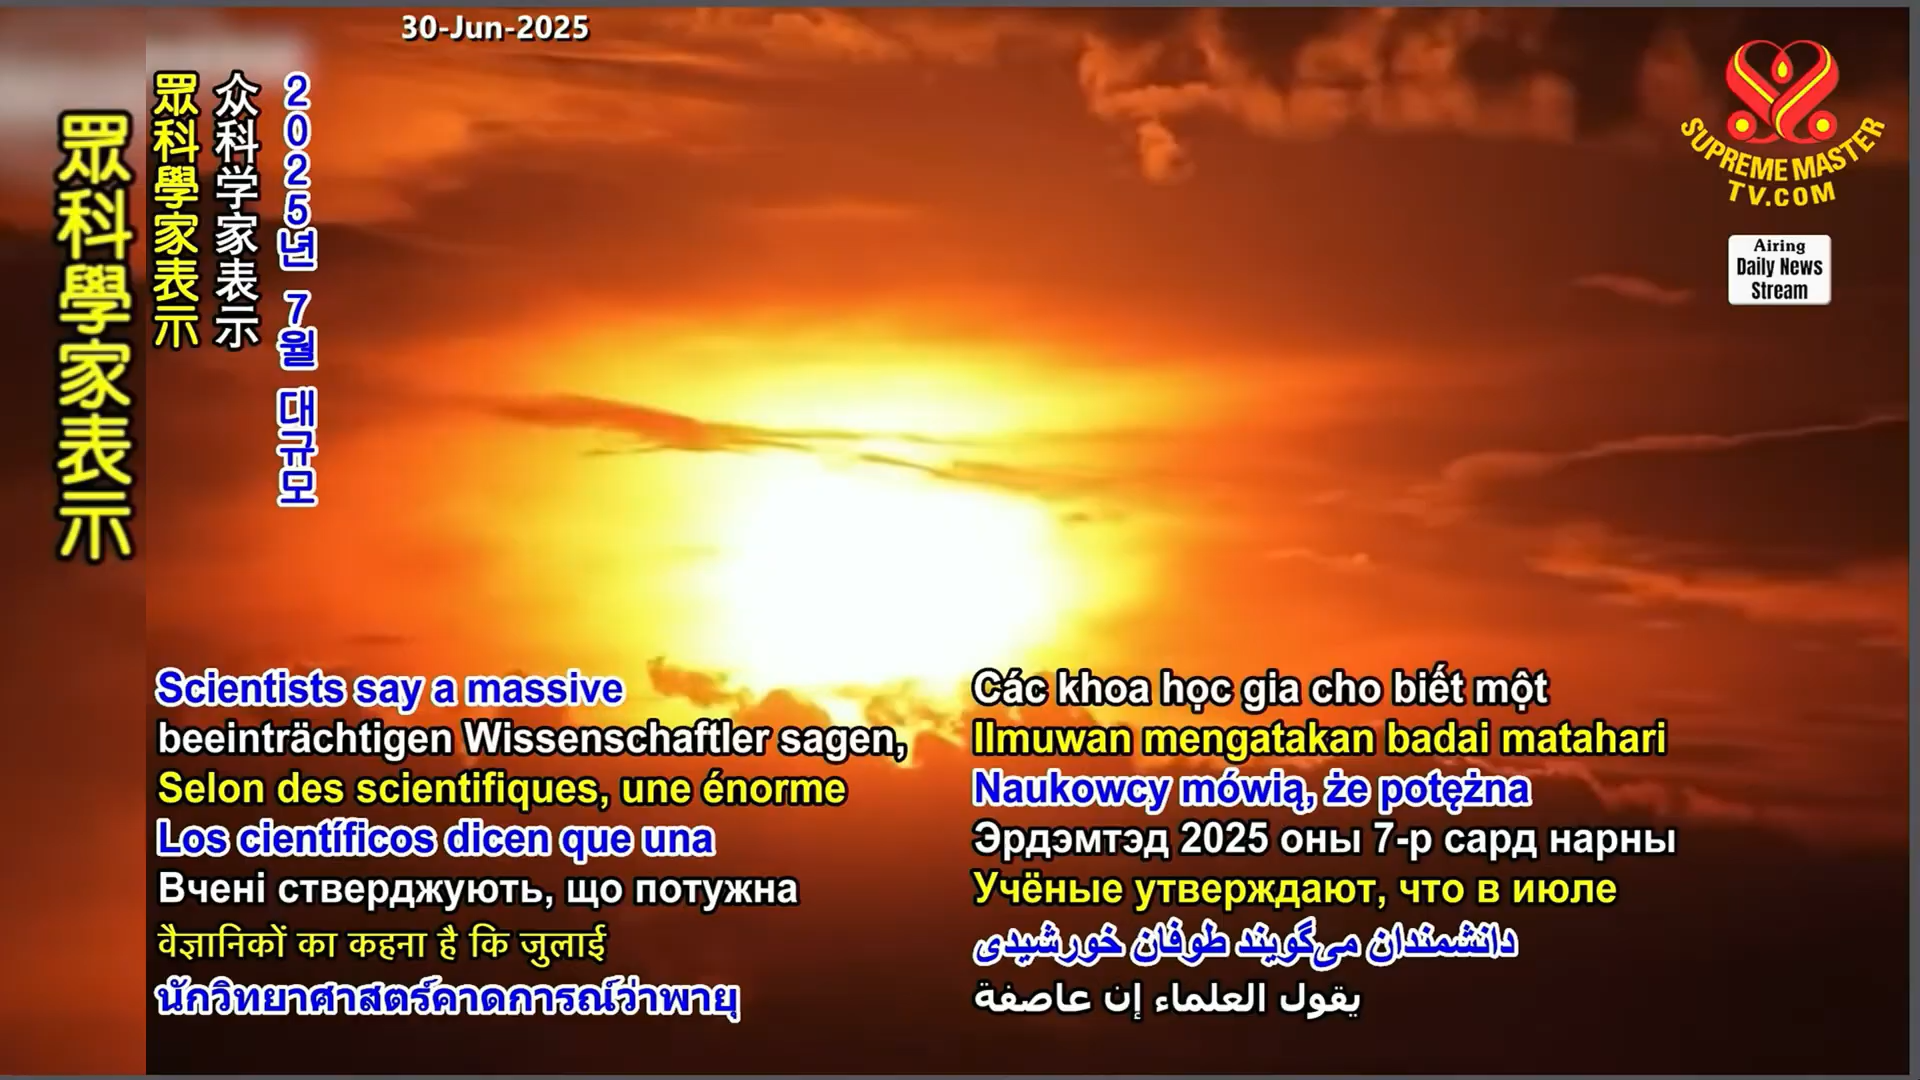 30-Jun-2025
眾科學家表示
眾科學家表示
众科学家表示
2025년 7월 대규모
SUPREME MASTER
TV.COM
Airing
Daily News
Stream
Scientists say a massive
beeinträchtigen Wissenschaftler sagen,
Selon des scientifiques, une énorme
Los científicos dicen que una
Вчені стверджують, що потужна
वैज्ञानिकों का कहना है कि जुलाई
นักวิทยาศาสตร์คาดการณ์ว่าพายุ
Các khoa học gia cho biết một
Ilmuwan mengatakan badai matahari
Naukowcy mówią, że potężna
Эрдэмтэд 2025 оны 7-р сард нарны
Учёные утверждают, что в июле
دانشمندان می‌گویند طوفان خورشیدی
يقول العلماء إن عاصفة